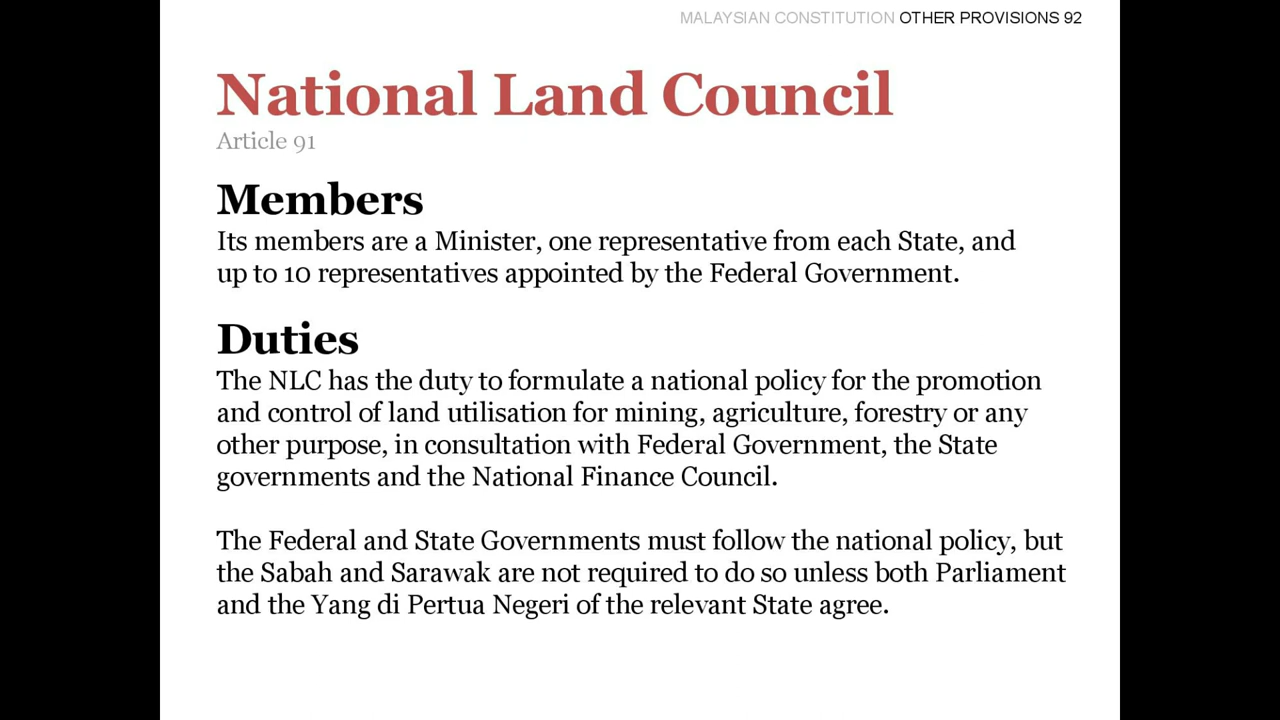 MALAYSIAN CONSTITUTION OTHER PROVISIONS 92
National Land Council
Article 91
Members
Its members are a Minister, one representative from each State, and
up to 10 representatives appointed by the Federal Government.
Duties
The NLC has the duty to formulate a national policy for the promotion
and control of land utilisation for mining, agriculture, forestry or any
other purpose, in consultation with Federal Government, the State
governments and the National Finance Council.
The Federal and State Governments must follow the national policy, but
the Sabah and Sarawak are not required to do so unless both Parliament
and the Yang di Pertua Negeri of the relevant State agree.